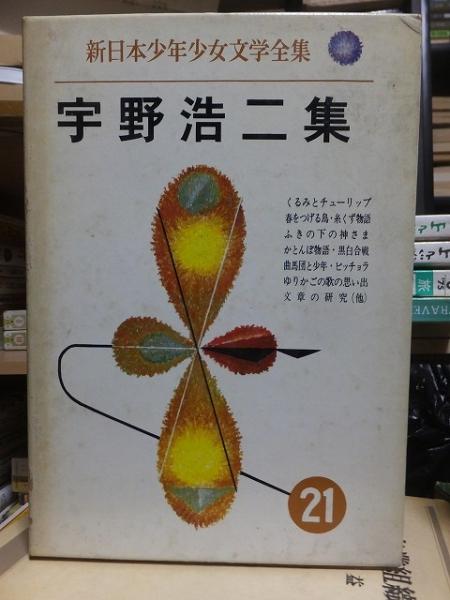 新日本少年少女文学全集
宇野浩二集
くるみとチューリップ
春をつげる鳥・糸くず物語
ふきの下の神さま
かとんぼ物語・黒白合戦
曲馬団と少年・ピッチョラ
ゆりかごの歌の思い出
文章の研究(他)
21
旅
TRAVE
組
益